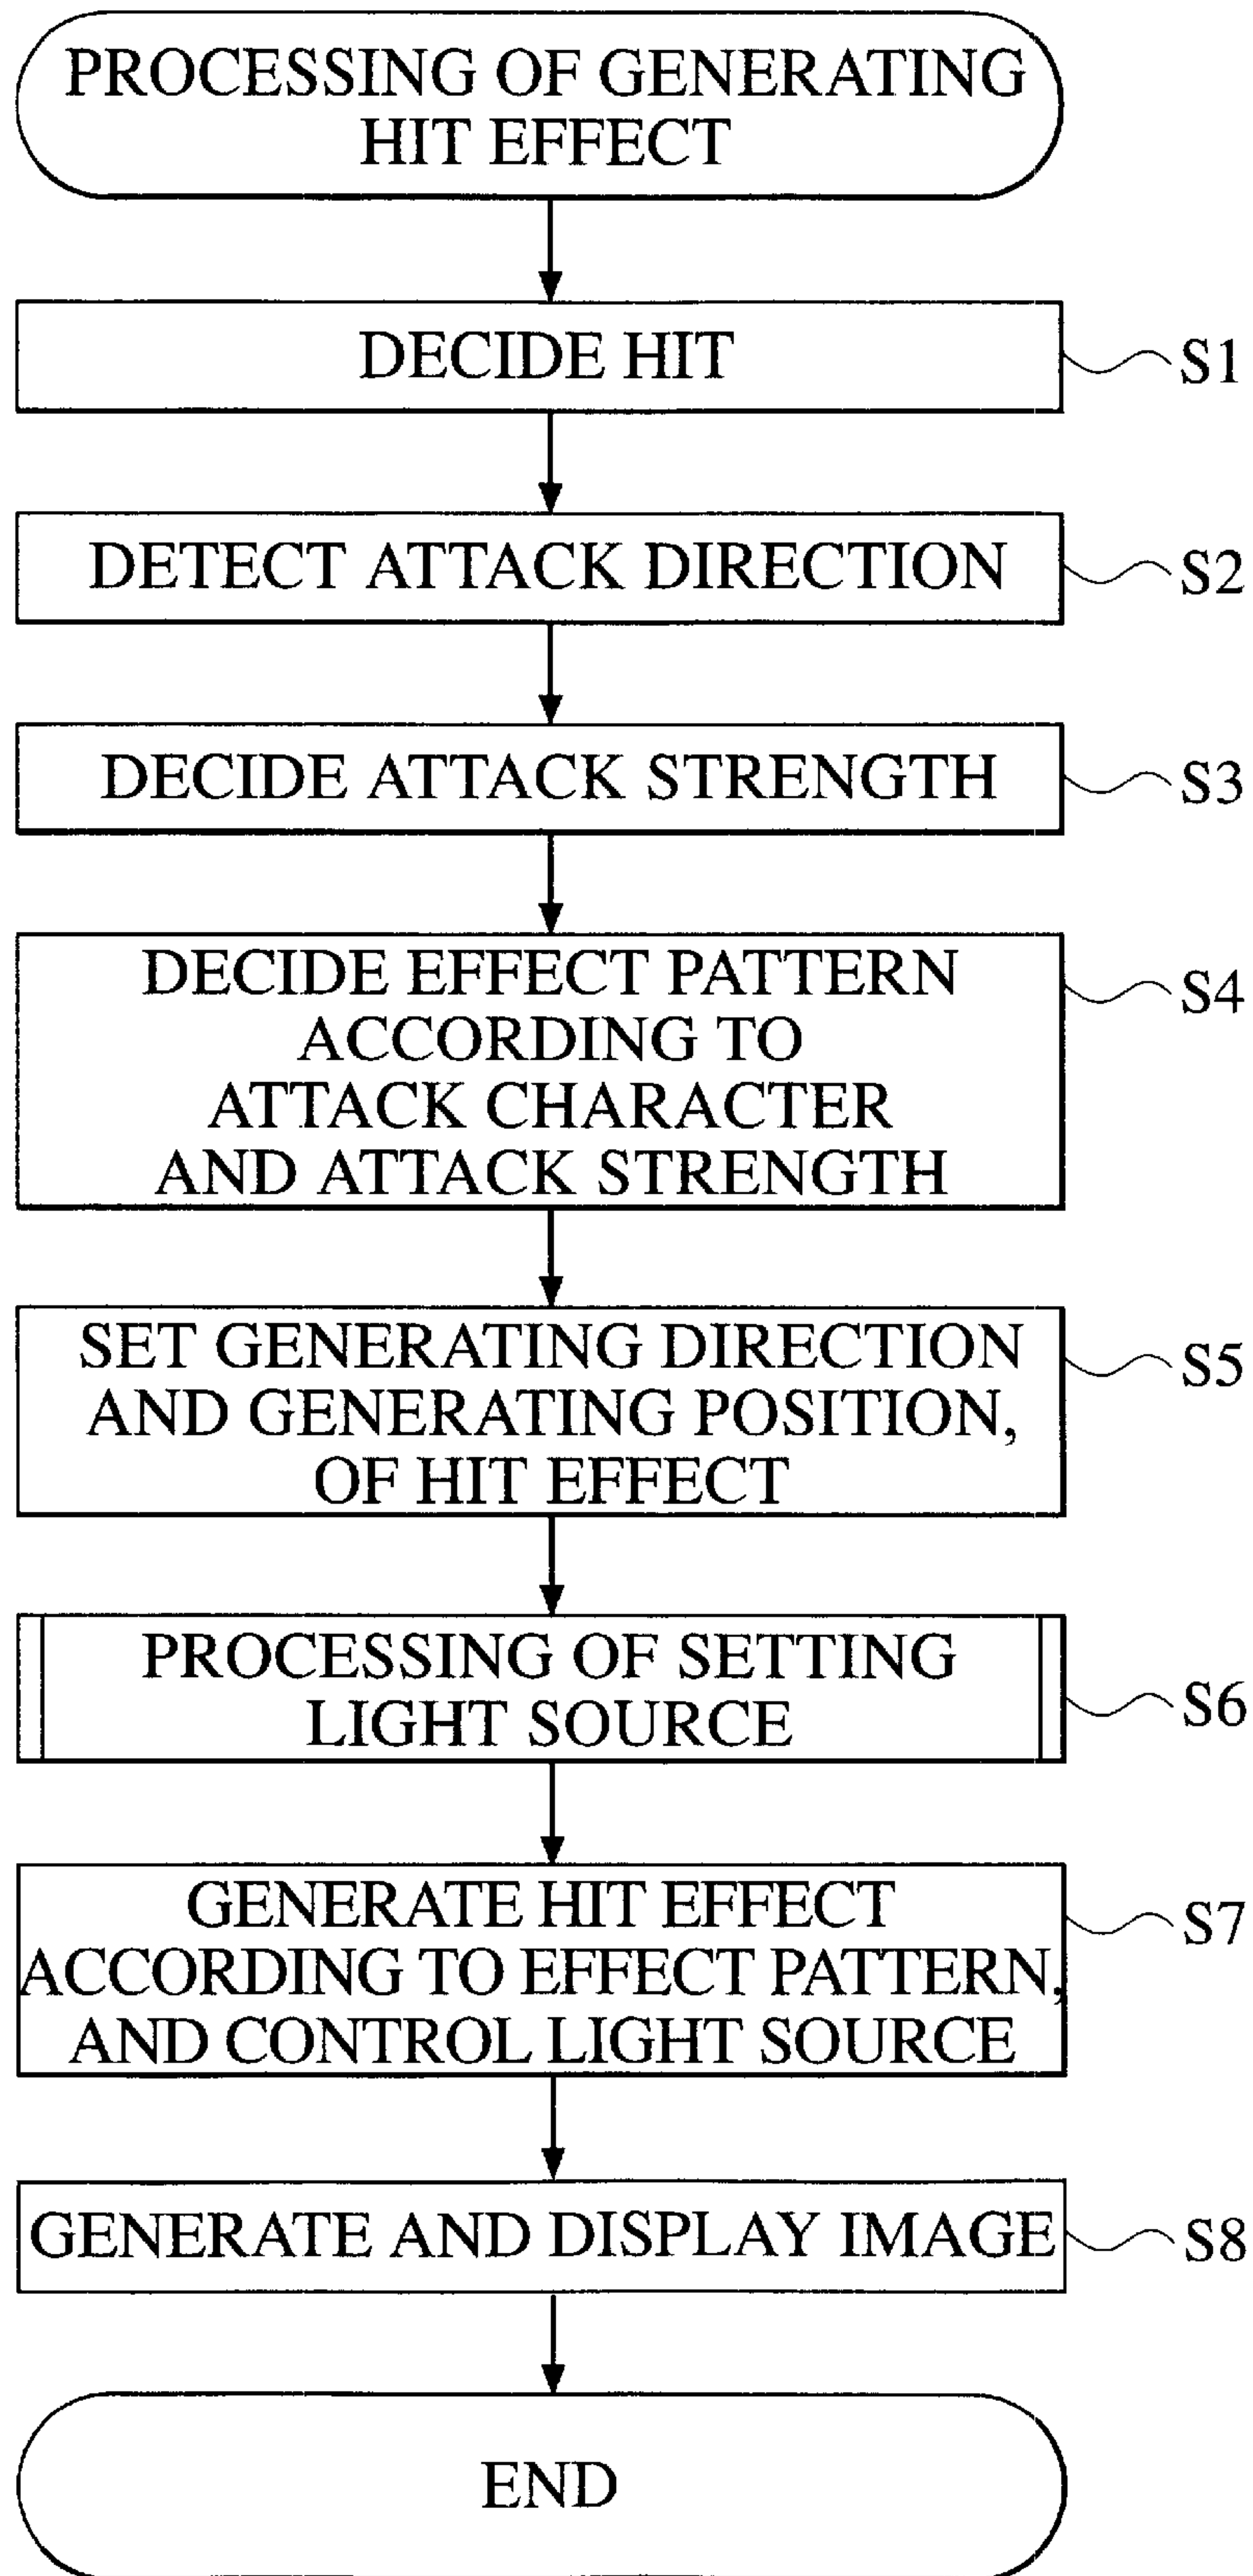 PROCESSING OF GENERATING
HIT EFFECT
DECIDE HIT
S1
DETECT ATTACK DIRECTION
S2
DECIDE ATTACK STRENGTH
S3
DECIDE EFFECT PATTERN
S4
ACCORDING TO
ATTACK CHARACTER
AND ATTACK STRENGTH
SET GENERATING DIRECTION
S5
AND GENERATING POSITION,
OF HIT EFFECT
PROCESSING OF SETTING
LIGHT SOURCE
S6
GENERATE HIT EFFECT
S7
ACCORDING TO EFFECT PATTERN,
AND CONTROL LIGHT SOURCE
GENERATE AND DISPLAY IMAGE
S8
END